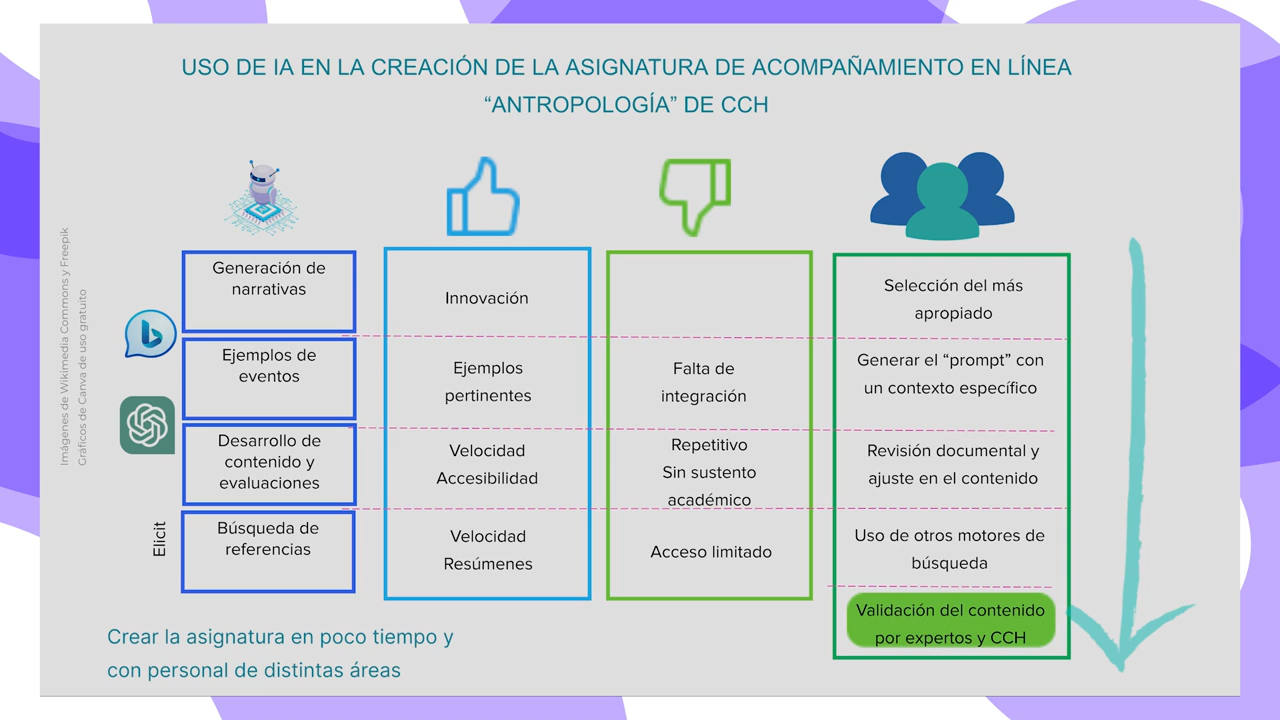 USO DE IA EN LA CREACIÓN DE LA ASIGNATURA DE ACOMPAÑAMIENTO EN LÍNEA
“ANTROPOLOGÍA” DE CCH
Generación de
narrativas
Innovación
Selección del más
apropiado
Ejemplos de
eventos
Ejemplos
pertinentes
Falta de
integración
Generar el “prompt” con
un contexto específico
Desarrollo de
contenido y
evaluaciones
Velocidad
Accesibilidad
Repetitivo
Sin sustento
académico
Revisión documental y
ajuste en el contenido
Elicit
Búsqueda de
referencias
Velocidad
Resúmenes
Acceso limitado
Uso de otros motores de
búsqueda
Validación del contenido
por expertos y CCH
Crear la asignatura en poco tiempo y
con personal de distintas áreas
Imágenes de Wikimedia Commons y Freepik
Gráficos de Canva de uso gratuito